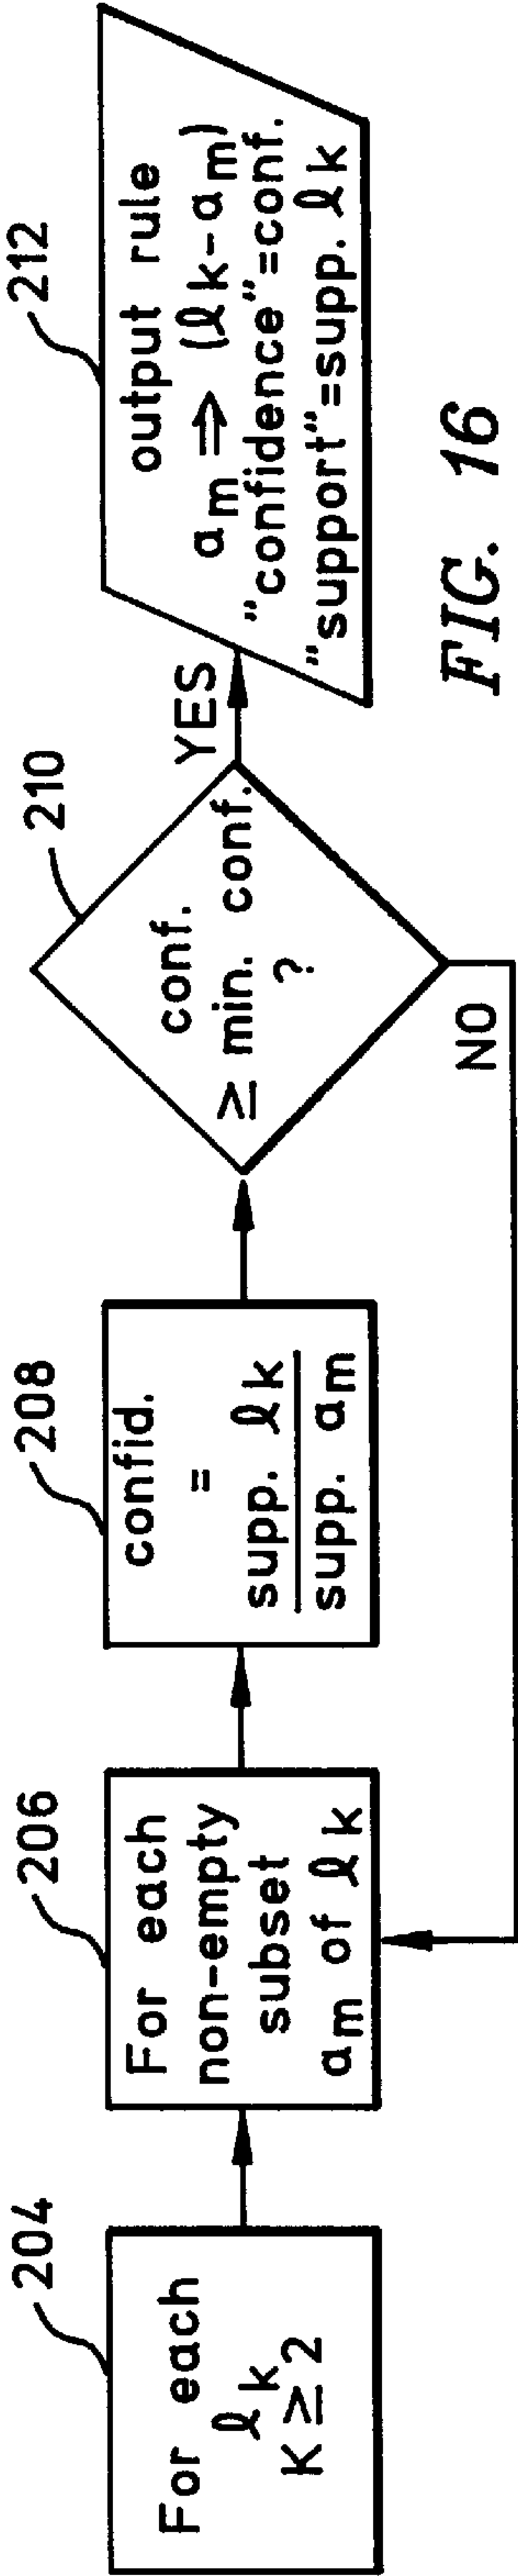 204
For each
ℓk
K ≥ 2
206
For each
non-empty
subset
am of ℓk
208
confid.
=
supp. ℓk
supp. am
210
conf.
≥ min. conf.
?
YES
NO
212
output rule
am ⇒ (ℓk-am)
"confidence"=conf.
"support"=supp. ℓk
FIG. 16